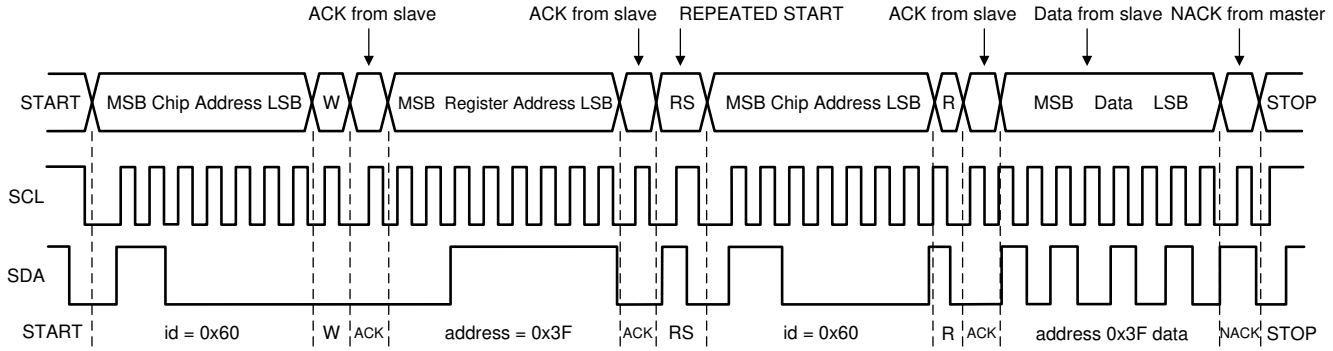 ACK from slave ACK from slave REPEATED START ACK from slave Data from slave NACK from master
START MSB Chip Address LSB W MSB Register Address LSB RS MSB Chip Address LSB R MSB Data LSB STOP
SCL
SDA
START id = 0x60 W ACK address = 0x3F ACK RS id = 0x60 R ACK address 0x3F data NACK STOP